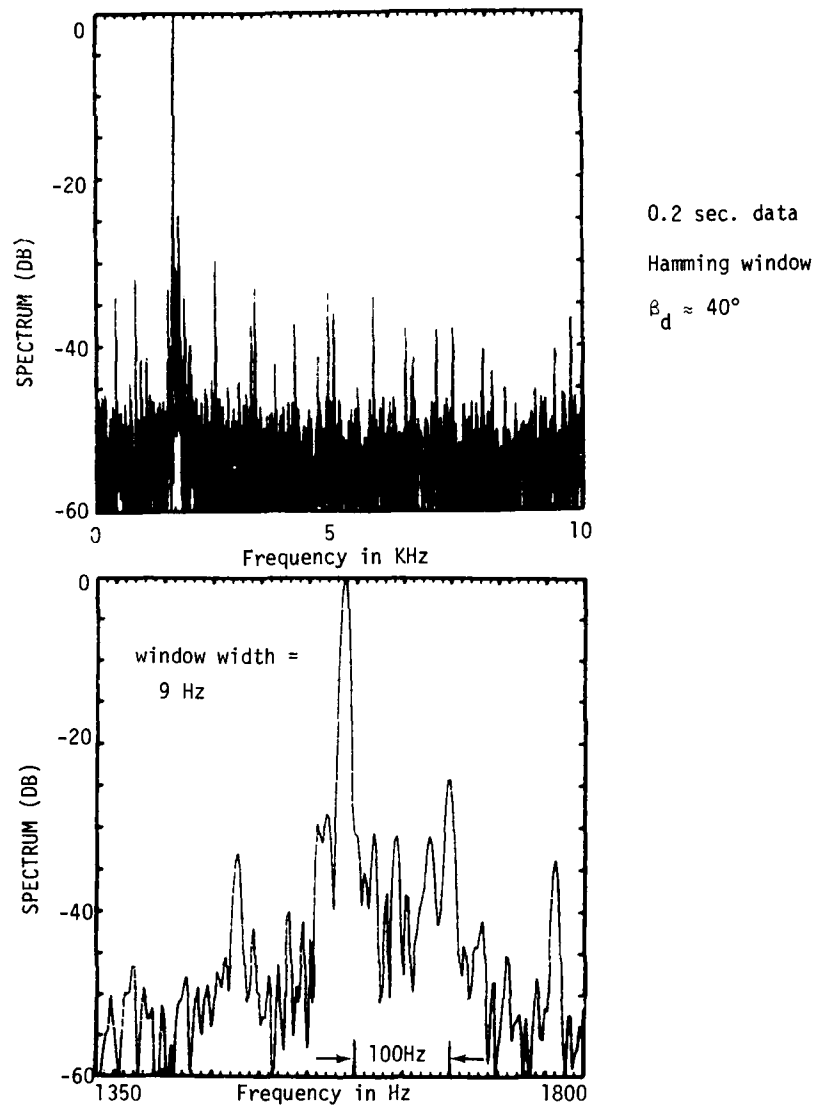 0
-20
-40
-60
SPECTRUM (DB)
0 5 10
Frequency in KHz
0.2 sec. data
Hamming window
βd ≈ 40°
0
-20
-40
-60
SPECTRUM (DB)
window width =
9 Hz
100Hz
1350 Frequency in Hz 1800